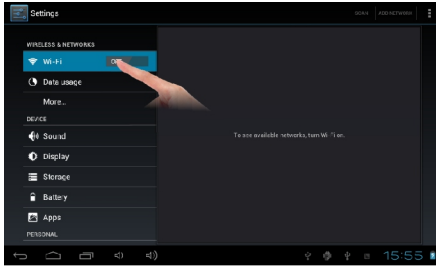 Settings
SCAN
ADD NETWORK
WIRELESS & NETWORKS
Wi-Fi
OFF
Data usage
More...
DEVICE
Sound
To see available networks, turn Wi-Fi on.
Display
Storage
Battery
Apps
PERSONAL
15:55